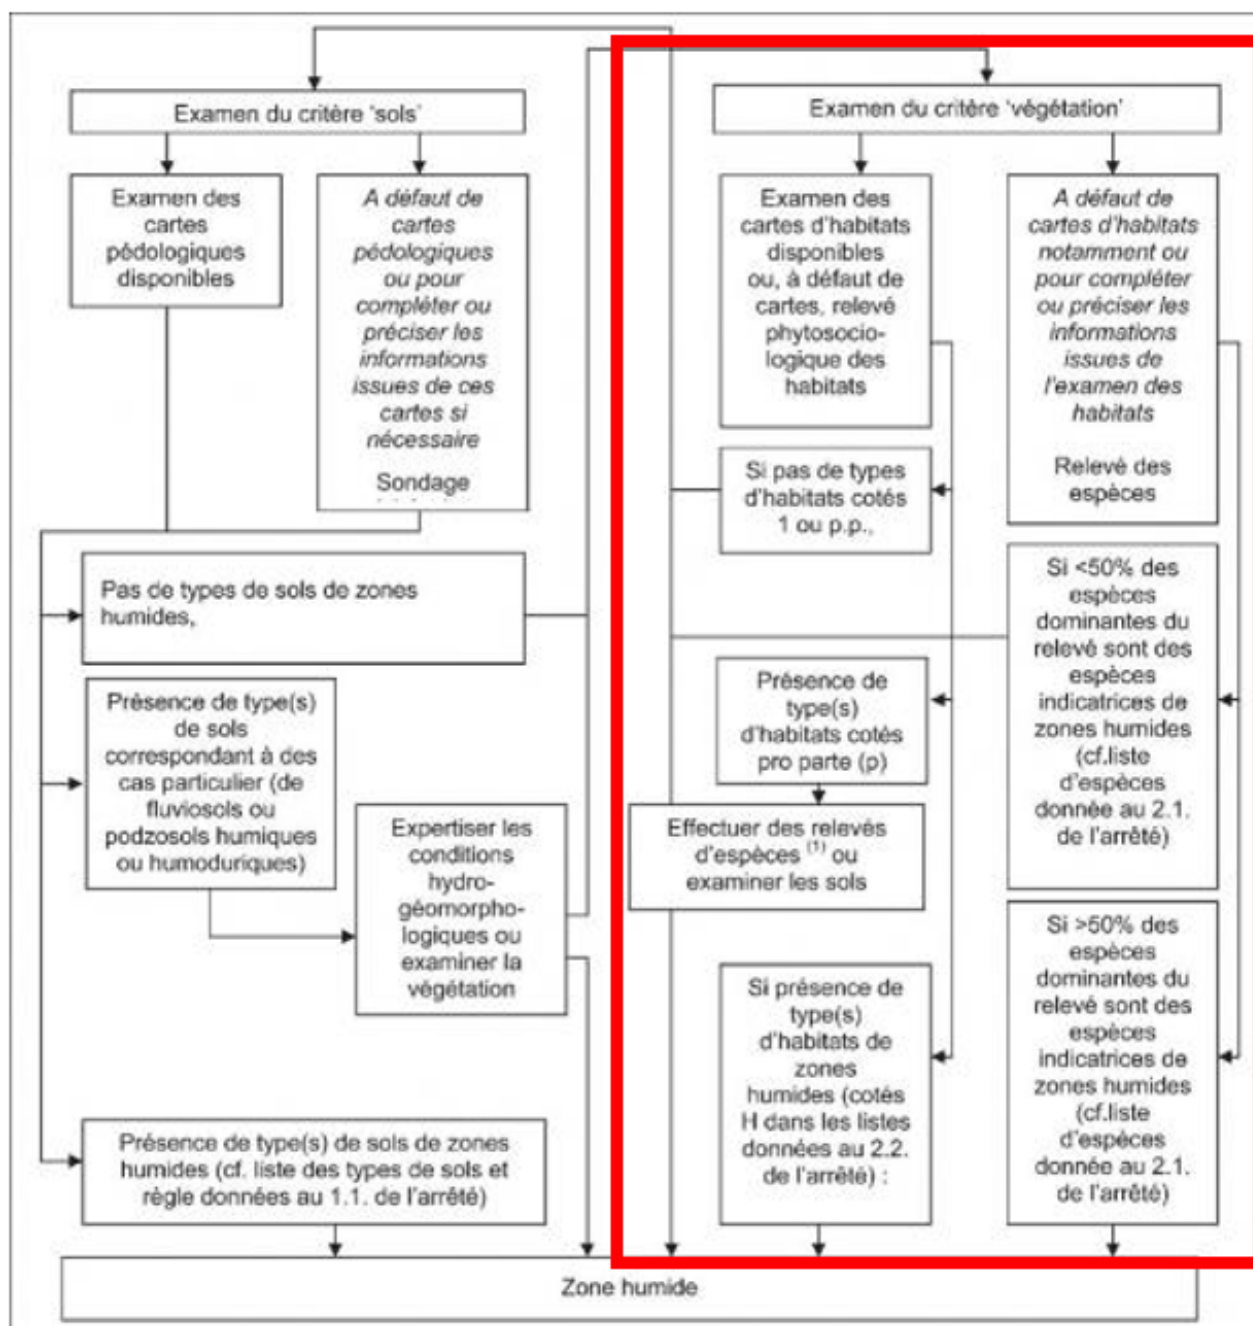 Examen du critère ‘sols’
Examen des
cartes
pédologiques
disponibles
A défaut de
cartes
pédologiques
ou pour
compléter ou
préciser les
informations
issues de ces
cartes si
nécessaire
Sondage
Pas de types de sols de zones
humides,
Présence de type(s)
de sols
correspondant à des
cas particulier (de
fluviosols ou
podzosols humiques
ou humoduriques)
Expertiser les
conditions
hydro-
géomorpho-
logiques ou
examiner la
végétation
Présence de type(s) de sols de zones
humides (cf. liste des types de sols et
règle données au 1.1. de l’arrêté)
Examen du critère ‘végétation’
Examen des
cartes d’habitats
disponibles
ou, à défaut de
cartes, relevé
phytosocio-
logique des
habitats
Si pas de types
d’habitats cotés
1 ou p.p.,
Présence de
type(s)
d’habitats cotés
pro parte (p)
Effectuer des relevés
d’espèces (1) ou
examiner les sols
Si présence de
type(s)
d’habitats de
zones
humides (cotés
H dans les listes
données au 2.2.
de l’arrêté) :
A défaut de
cartes d’habitats
notamment ou
pour compléter
ou préciser les
informations
issues de
l’examen des
habitats
Relevé des
espèces
Si <50% des
espèces
dominantes du
relevé sont des
espèces
indicatrices de
zones humides
(cf.liste
d’espèces
donnée au 2.1.
de l’arrêté)
Si >50% des
espèces
dominantes du
relevé sont des
espèces
indicatrices de
zones humides
(cf.liste
d’espèces
donnée au 2.1.
de l’arrêté)
Zone humide